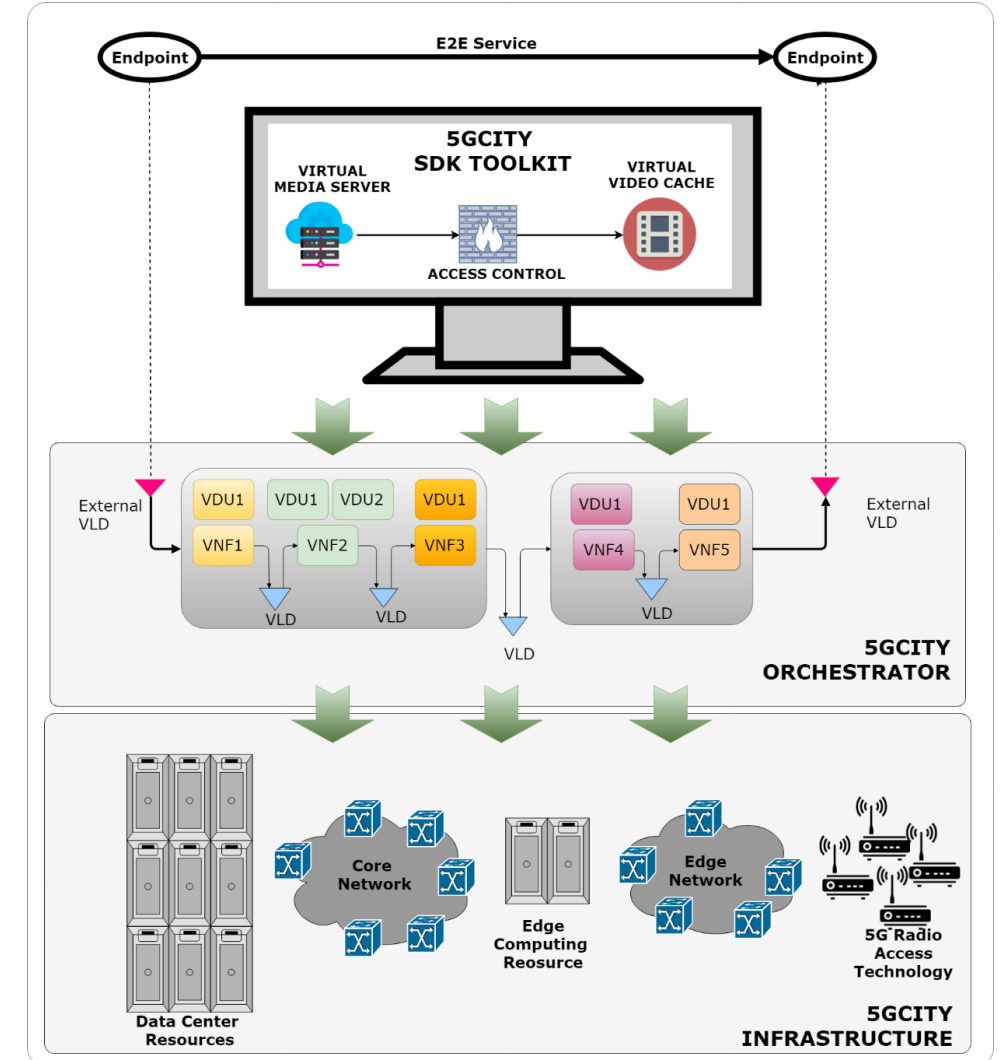 E2E Service
Endpoint
Endpoint
5GCITY
SDK TOOLKIT
VIRTUAL
MEDIA SERVER
VIRTUAL
VIDEO CACHE
ACCESS CONTROL
External
VLD
VDU1
VDU1
VDU2
VDU1
VNF1
VNF2
VNF3
VLD
VLD
VLD
VDU1
VDU1
VNF4
VNF5
VLD
External
VLD
5GCITY
ORCHESTRATOR
Core
Network
Edge
Network
Edge
Computing
Reosurce
5G Radio
Access
Technology
Data Center
Resources
5GCITY
INFRASTRUCTURE